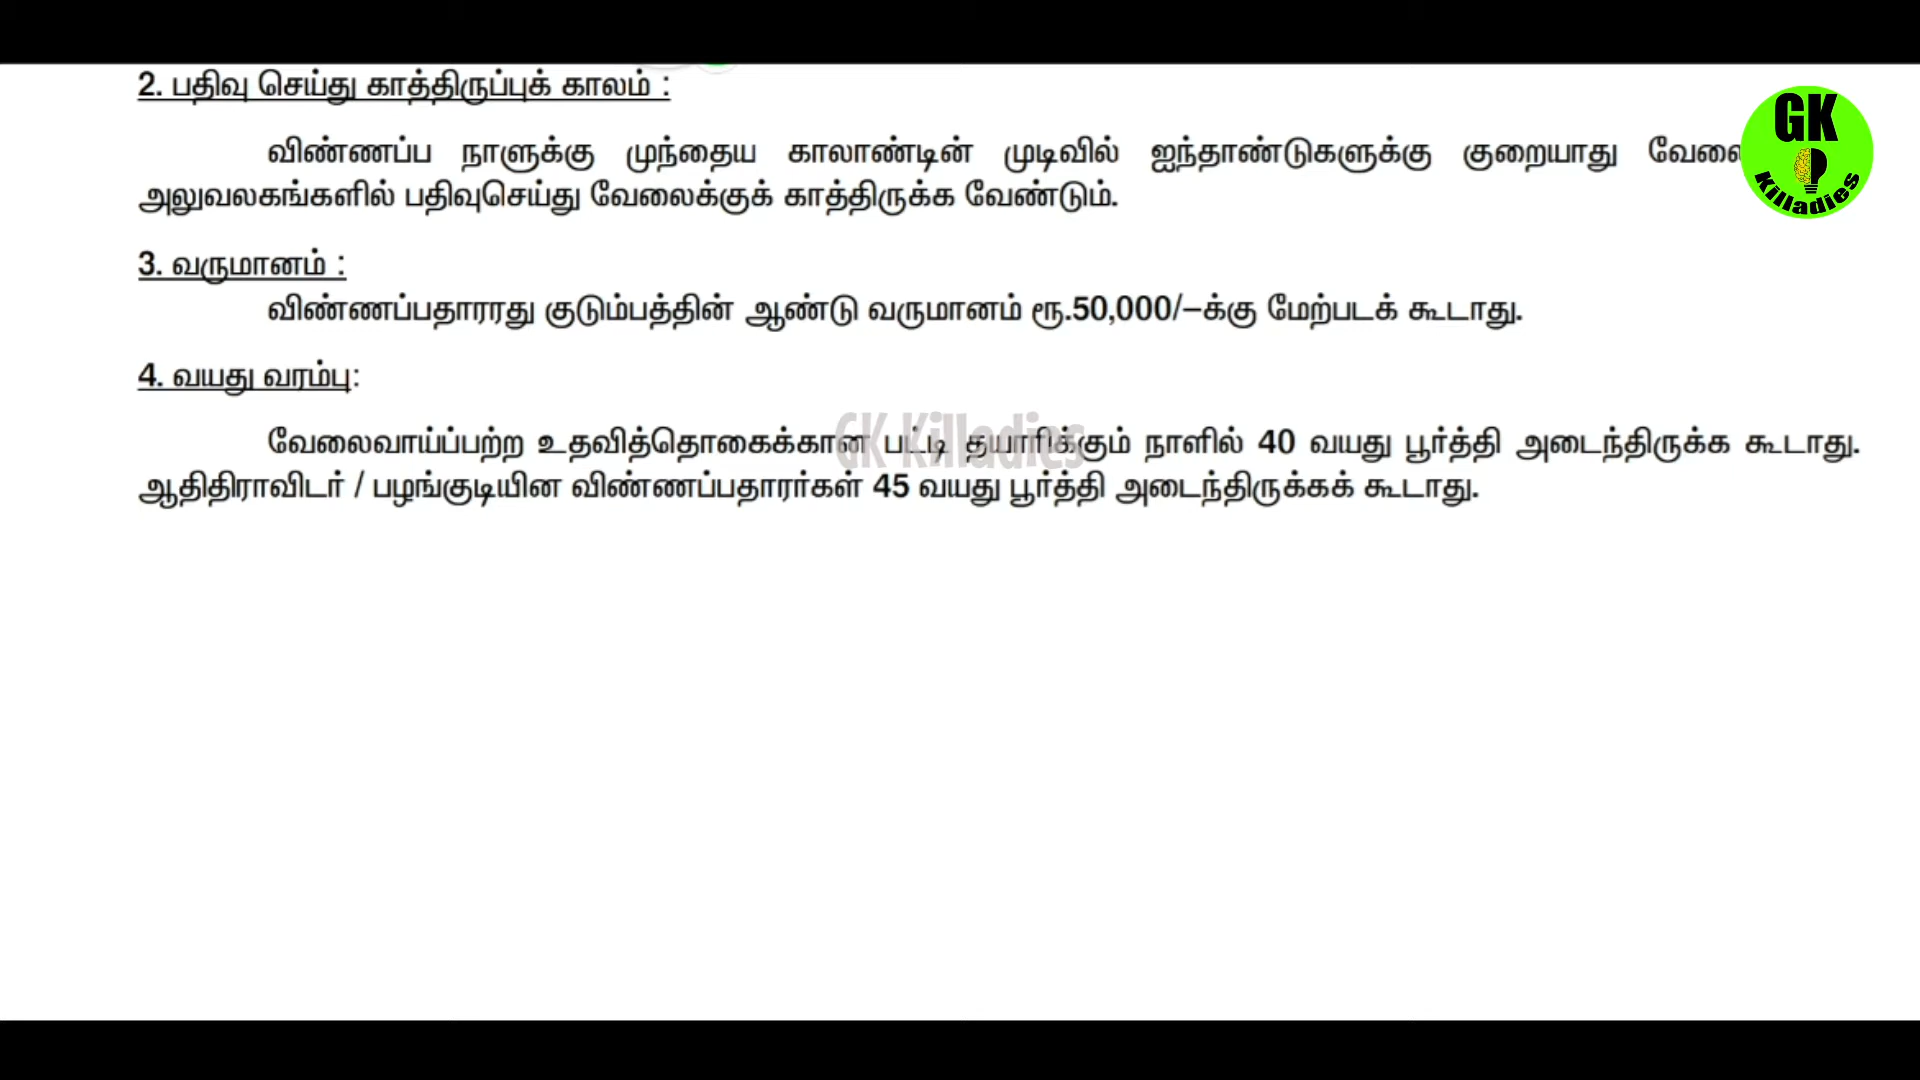 2. பதிவு செய்து காத்திருப்புக் காலம் :
GK
Killadies
விண்ணப்ப நாளுக்கு முந்தைய காலாண்டின் முடிவில் ஐந்தாண்டுகளுக்கு குறையாது
அலுவலகங்களில் பதிவுசெய்து வேலைக்குக் காத்திருக்க வேண்டும்.
3. வருமானம் :
விண்ணப்பதாரரது குடும்பத்தின் ஆண்டு வருமானம் ரூ.50,000/–க்கு மேற்படக் கூடாது.
4. வயது வரம்பு:
GK Killadies
வேலைவாய்ப்பற்ற உதவித்தொகைக்கான பட்டி தயாரிக்கும் நாளில் 40 வயது பூர்த்தி அடைந்திருக்க கூடாது.
ஆதிதிராவிடர் / பழங்குடியின விண்ணப்பதாரர்கள் 45 வயது பூர்த்தி அடைந்திருக்கக் கூடாது.